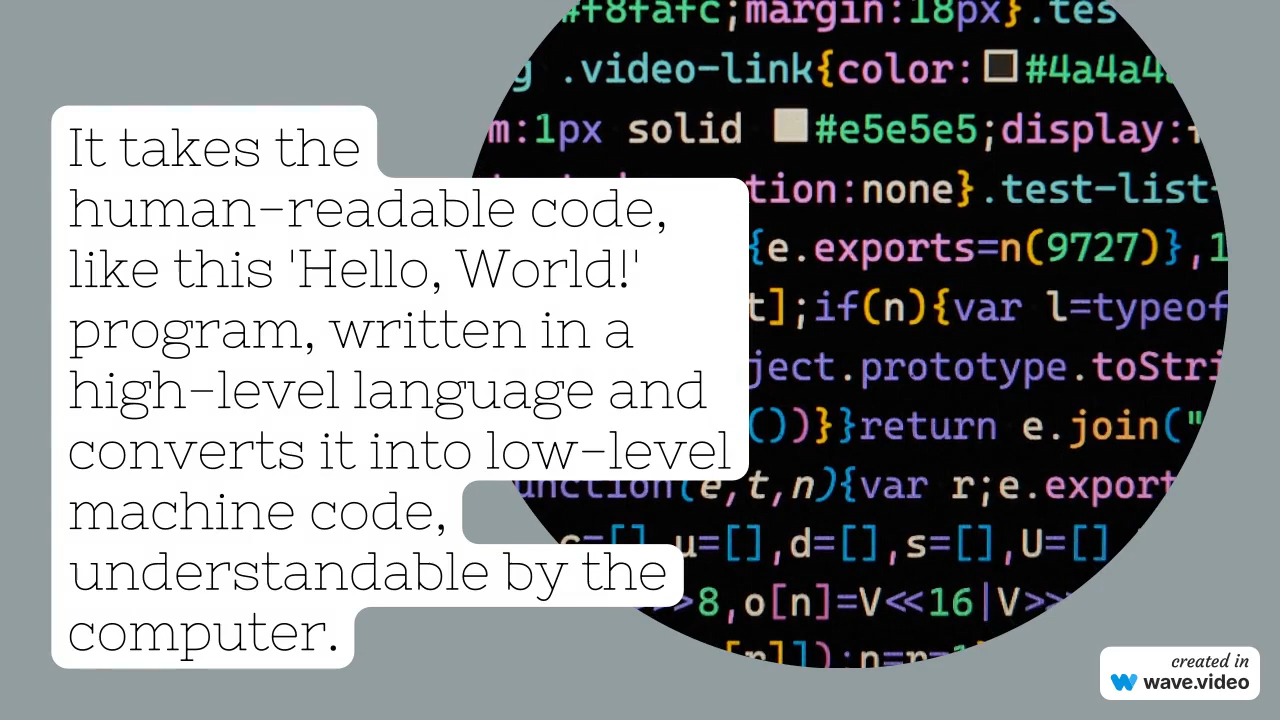 It takes the
human-readable code,
like this 'Hello, World!'
program, written in a
high-level language and
converts it into low-level
machine code,
understandable by the
computer.
#f8fafc;margin:18px}.tes
g .video-link{color: #4a4a4
m:1px solid #e5e5e5;display:
tion:none}.test-list-
{e.exports=n(9727)},1
t];if(n){var l=typeof
ject.prototype.toStri
())}}return e.join("
unction(e,t,n){var r;e.export
c=[],u=[],d=[],s=[],U=[]
>8,o[n]=V<<16|V>>
created in
wave.video